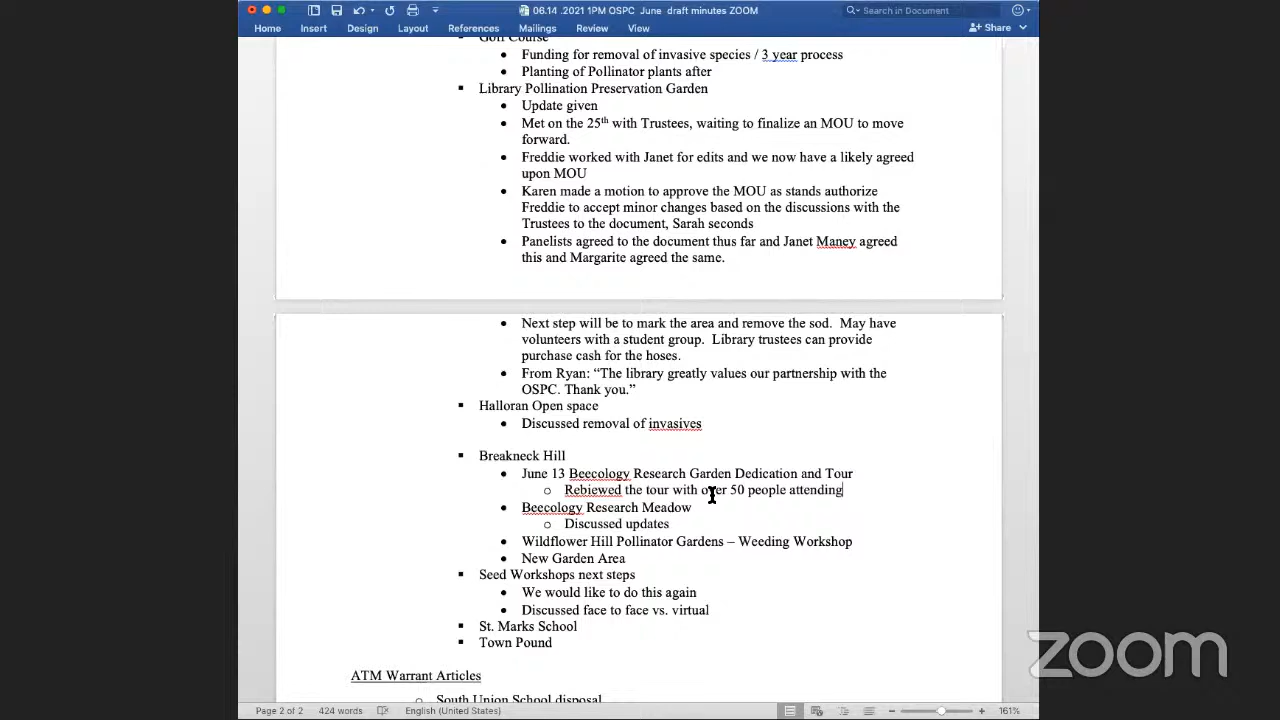 06.14 .2021 1PM OSPC June draft minutes ZOOM
Search in Document
Home Insert Design Layout References Mailings Review View Share
Golf Course
• Funding for removal of invasive species / 3 year process
• Planting of Pollinator plants after
▪ Library Pollination Preservation Garden
• Update given
• Met on the 25th with Trustees, waiting to finalize an MOU to move
forward.
• Freddie worked with Janet for edits and we now have a likely agreed
upon MOU
• Karen made a motion to approve the MOU as stands authorize
Freddie to accept minor changes based on the discussions with the
Trustees to the document, Sarah seconds
• Panelists agreed to the document thus far and Janet Maney agreed
this and Margarite agreed the same.
• Next step will be to mark the area and remove the sod. May have
volunteers with a student group. Library trustees can provide
purchase cash for the hoses.
• From Ryan: “The library greatly values our partnership with the
OSPC. Thank you.”
▪ Halloran Open space
• Discussed removal of invasives
▪ Breakneck Hill
• June 13 Beecology Research Garden Dedication and Tour
o Rebiewed the tour with over 50 people attending
• Beecology Research Meadow
o Discussed updates
• Wildflower Hill Pollinator Gardens – Weeding Workshop
• New Garden Area
▪ Seed Workshops next steps
• We would like to do this again
• Discussed face to face vs. virtual
▪ St. Marks School
▪ Town Pound
ATM Warrant Articles
o South Union School disposal
zoom
Page 2 of 2 424 words English (United States) 161%